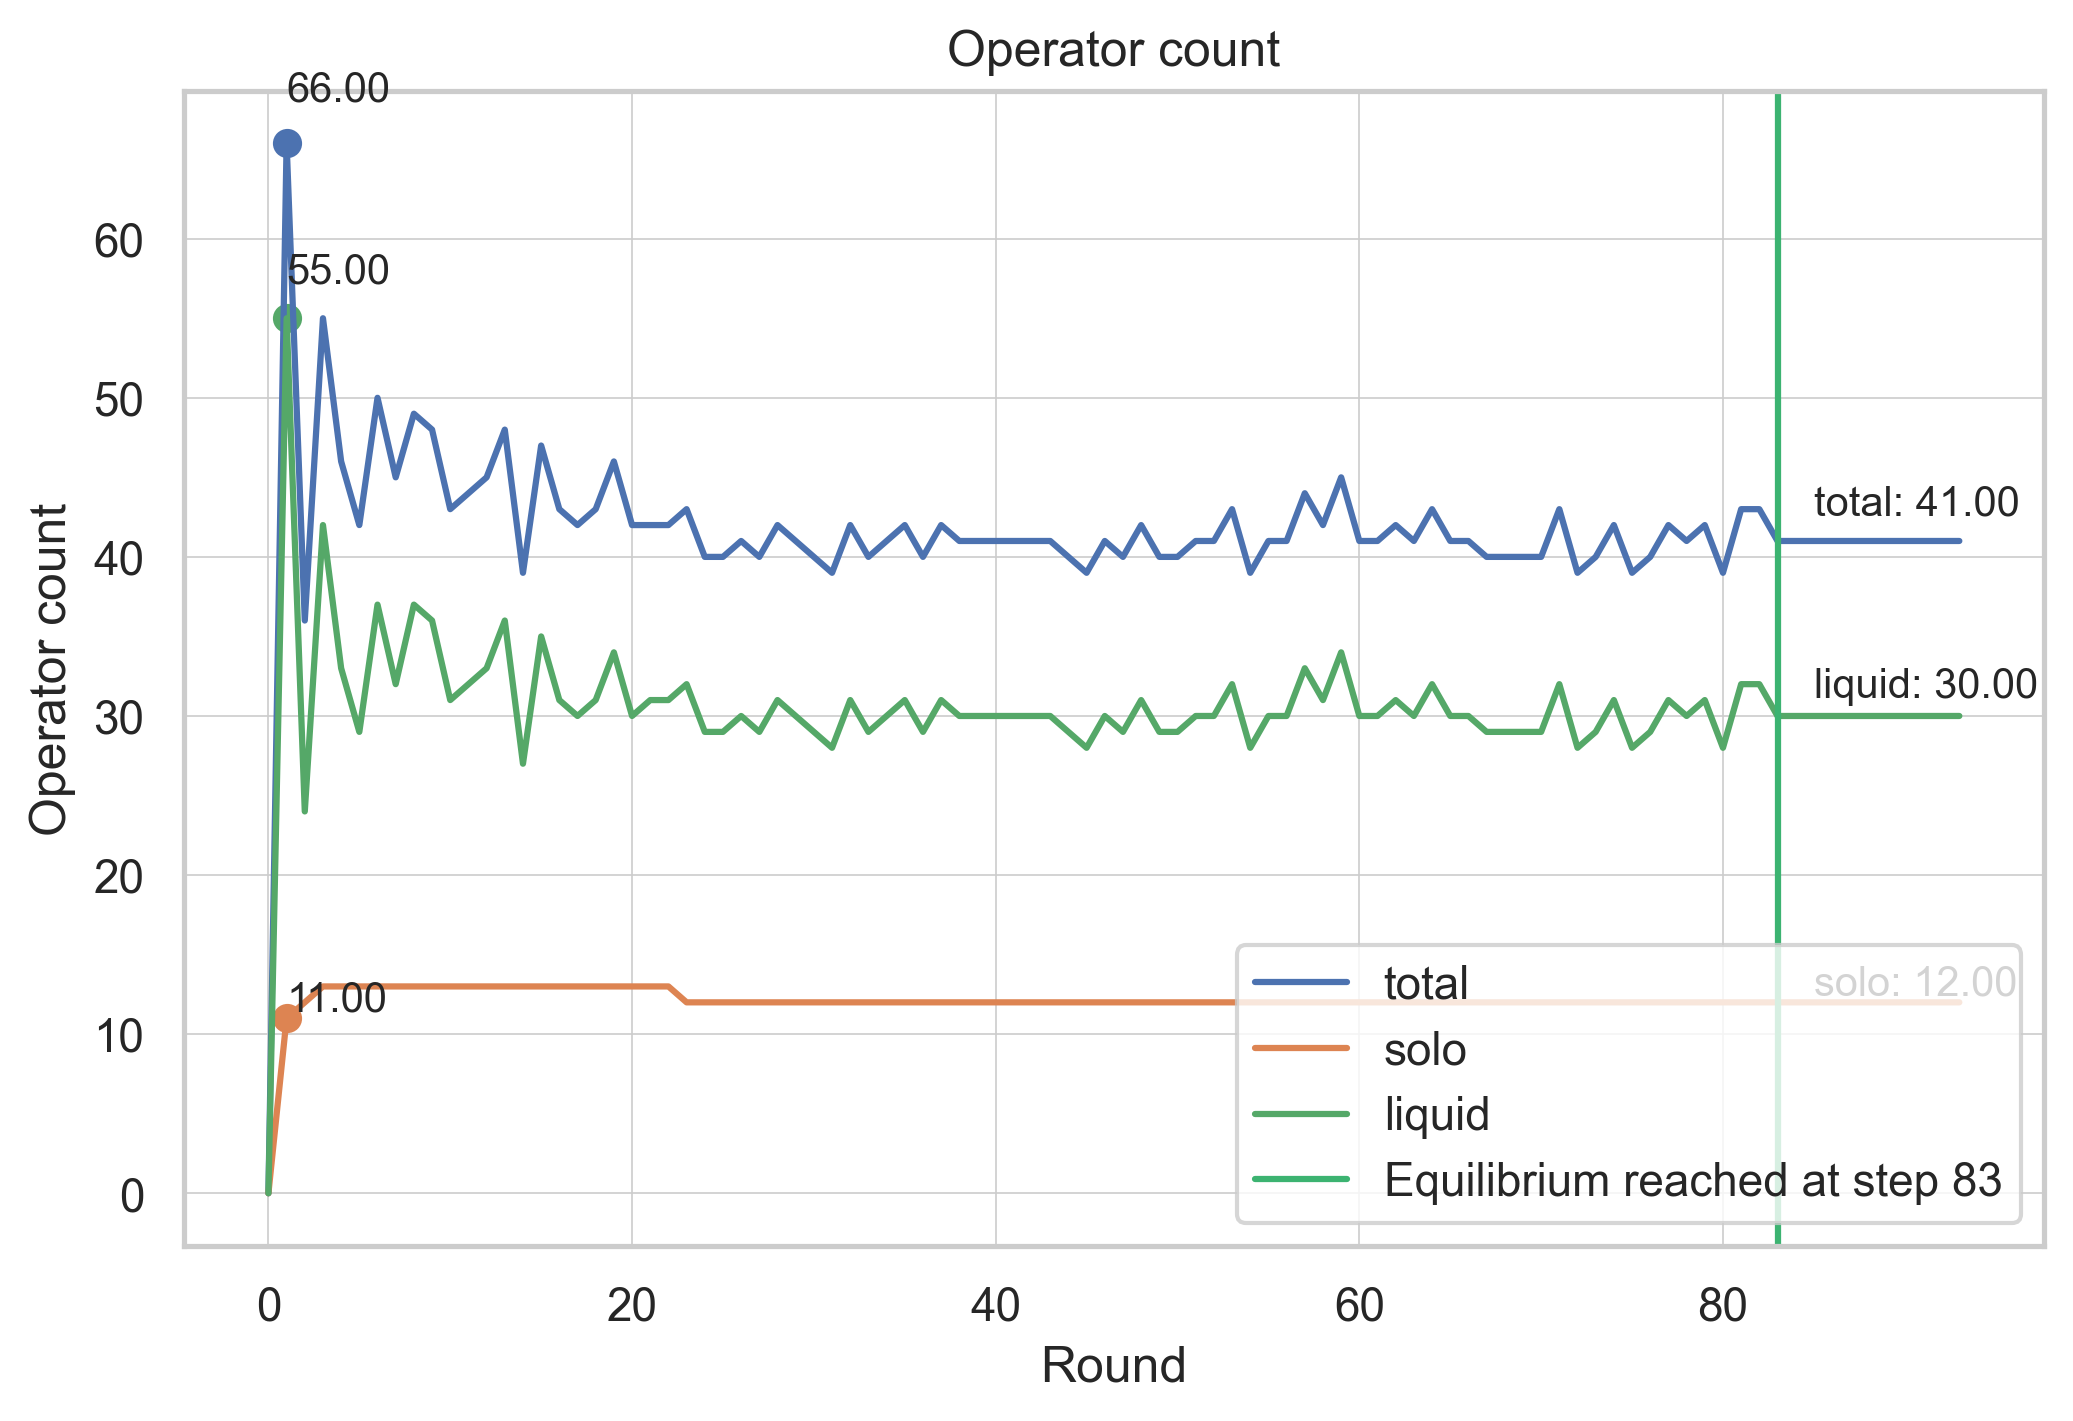 Operator count
66.00
60
55.00
50
total: 41.00
40
liquid: 30.00
30
20
11.00
10
0
Operator count
total
solo: 12.00
solo
liquid
Equilibrium reached at step 83
0 20 40 60 80
Round